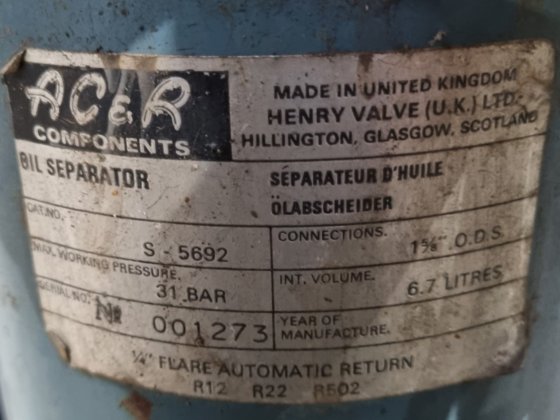 AC&R
COMPONENTS
MADE IN UNITED KINGDOM
HENRY VALVE (U.K.) LTD.
HILLINGTON, GLASGOW, SCOTLAND
OIL SEPARATOR
SÉPARATEUR D'HUILE
ÖLABSCHEIDER
CAT. NO. S - 5692
CONNECTIONS. 1⅝" O.D.S.
MAX. WORKING PRESSURE. 31 BAR
INT. VOLUME. 6.7 LITRES
SERIAL NO. № 001273
YEAR OF
MANUFACTURE.
¼" FLARE AUTOMATIC RETURN
R12 R22 R502